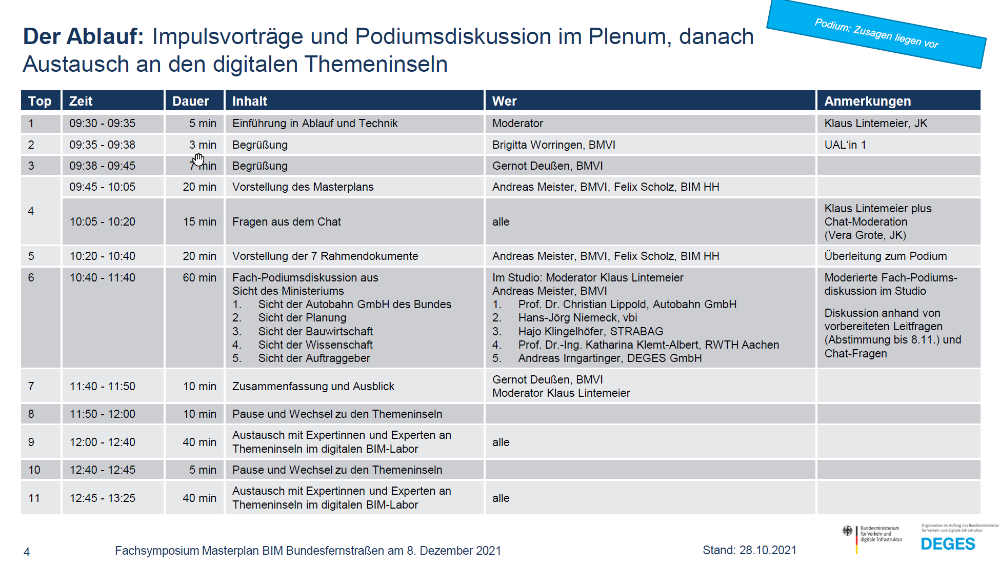 Podium: Zusagen liegen vor
Der Ablauf: Impulsvorträge und Podiumsdiskussion im Plenum, danach
Austausch an den digitalen Themeninseln
Top Zeit Dauer Inhalt Wer Anmerkungen
1 09:30 - 09:35 5 min Einführung in Ablauf und Technik Moderator Klaus Lintemeier, JK
2 09:35 - 09:38 3 min Begrüßung Brigitta Worringen, BMVI UAL‘in 1
3 09:38 - 09:45 7 min Begrüßung Gernot Deußen, BMVI
4
09:45 - 10:05 20 min Vorstellung des Masterplans Andreas Meister, BMVI, Felix Scholz, BIM HH
10:05 - 10:20 15 min Fragen aus dem Chat alle
Klaus Lintemeier plus
Chat-Moderation
(Vera Grote, JK)
5 10:20 - 10:40 20 min Vorstellung der 7 Rahmendokumente Andreas Meister, BMVI, Felix Scholz, BIM HH Überleitung zum Podium
6 10:40 - 11:40 60 min
Fach-Podiumsdiskussion aus
Sicht des Ministeriums
1. Sicht der Autobahn GmbH des Bundes
2. Sicht der Planung
3. Sicht der Bauwirtschaft
4. Sicht der Wissenschaft
5. Sicht der Auftraggeber
Im Studio: Moderator Klaus Lintemeier
Andreas Meister, BMVI
1. Prof. Dr. Christian Lippold, Autobahn GmbH
2. Hans-Jörg Niemeck, vbi
3. Hajo Klingelhöfer, STRABAG
4. Prof. Dr.-Ing. Katharina Klemt-Albert, RWTH Aachen
5. Andreas Irngartinger, DEGES GmbH
Moderierte Fach-Podiums-
diskussion im Studio
Diskussion anhand von
vorbereiteten Leitfragen
(Abstimmung bis 8.11.) und
Chat-Fragen
7 11:40 - 11:50 10 min Zusammenfassung und Ausblick
Gernot Deußen, BMVI
Moderator Klaus Lintemeier
8 11:50 - 12:00 10 min Pause und Wechsel zu den Themeninseln
9 12:00 - 12:40 40 min
Austausch mit Expertinnen und Experten an
Themeninseln im digitalen BIM-Labor
alle
10 12:40 - 12:45 5 min Pause und Wechsel zu den Themeninseln
11 12:45 - 13:25 40 min
Austausch mit Expertinnen und Experten an
Themeninseln im digitalen BIM-Labor
alle
4
Fachsymposium Masterplan BIM Bundesfernstraßen am 8. Dezember 2021
Stand: 28.10.2021
Bundesministerium
für Verkehr und
digitale Infrastruktur
Organisation im Auftrag des Bundesministeriur
für Verkehr und digitale Infrastruktur
DEGES